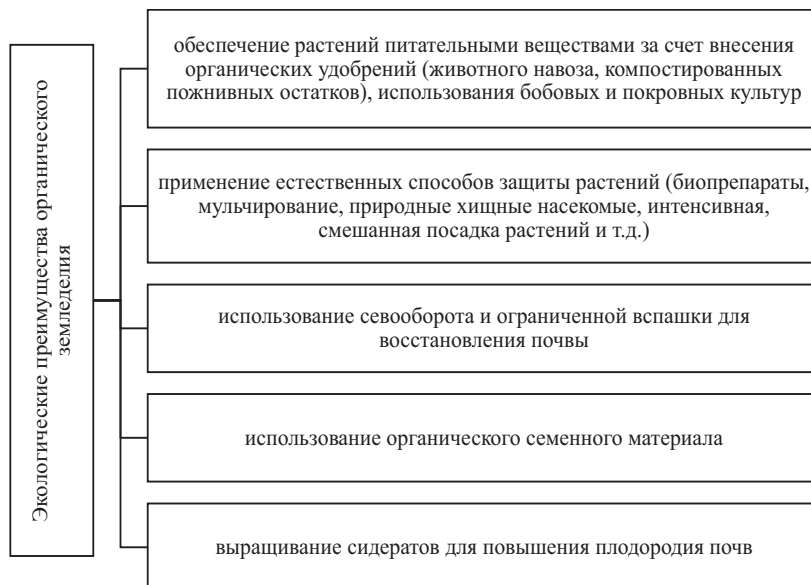 Экологические преимущества органического
земледелия
обеспечение растений питательными веществами за счет внесения
органических удобрений (животного навоза, компостированных
пожнивных остатков), использования бобовых и покровных культур
применение естественных способов защиты растений (биопрепараты,
мульчирование, природные хищные насекомые, интенсивная,
смешанная посадка растений и т.д.)
использование севооборота и ограниченной вспашки для
восстановления почвы
использование органического семенного материала
выращивание сидератов для повышения плодородия почв